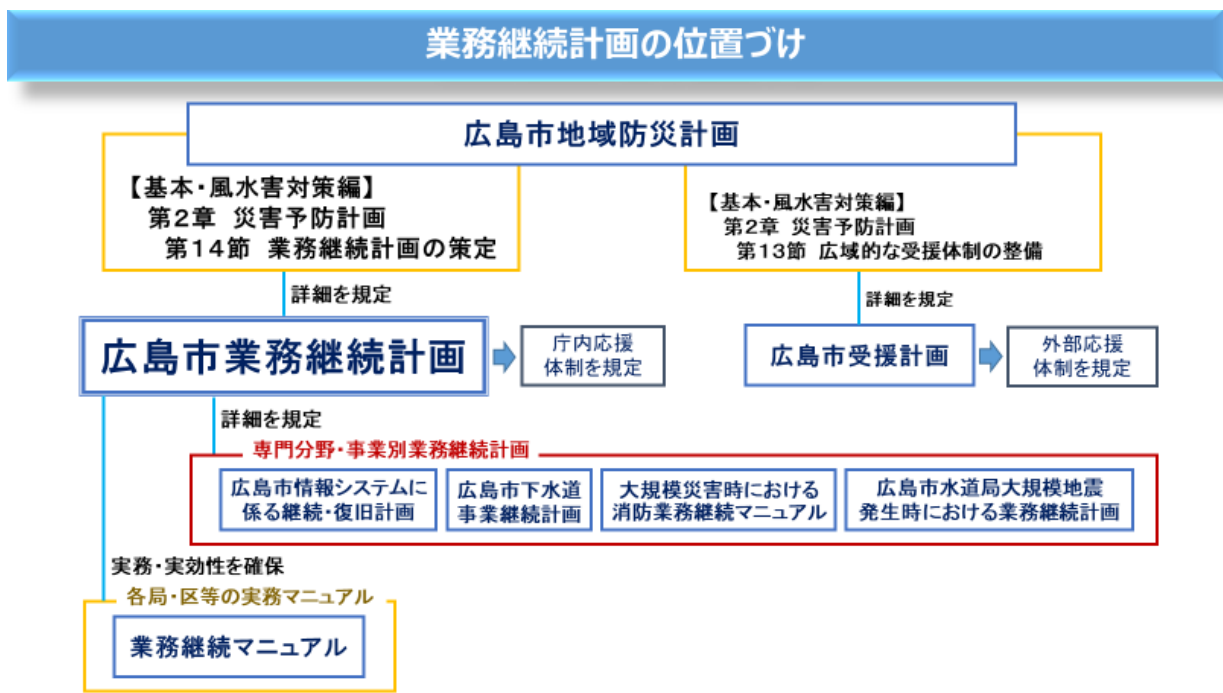 業務継続計画の位置づけ
広島市地域防災計画
【基本・風水害対策編】
第2章 災害予防計画
第14節 業務継続計画の策定
【基本・風水害対策編】
第2章 災害予防計画
第13節 広域的な受援体制の整備
詳細を規定
詳細を規定
広島市業務継続計画
庁内応援
体制を規定
広島市受援計画
外部応援
体制を規定
詳細を規定
専門分野・事業別業務継続計画
広島市情報システムに
係る継続・復旧計画
広島市下水道
事業継続計画
大規模災害時における
消防業務継続マニュアル
広島市水道局大規模地震
発生時における業務継続計画
実務・実効性を確保
各局・区等の実務マニュアル
業務継続マニュアル